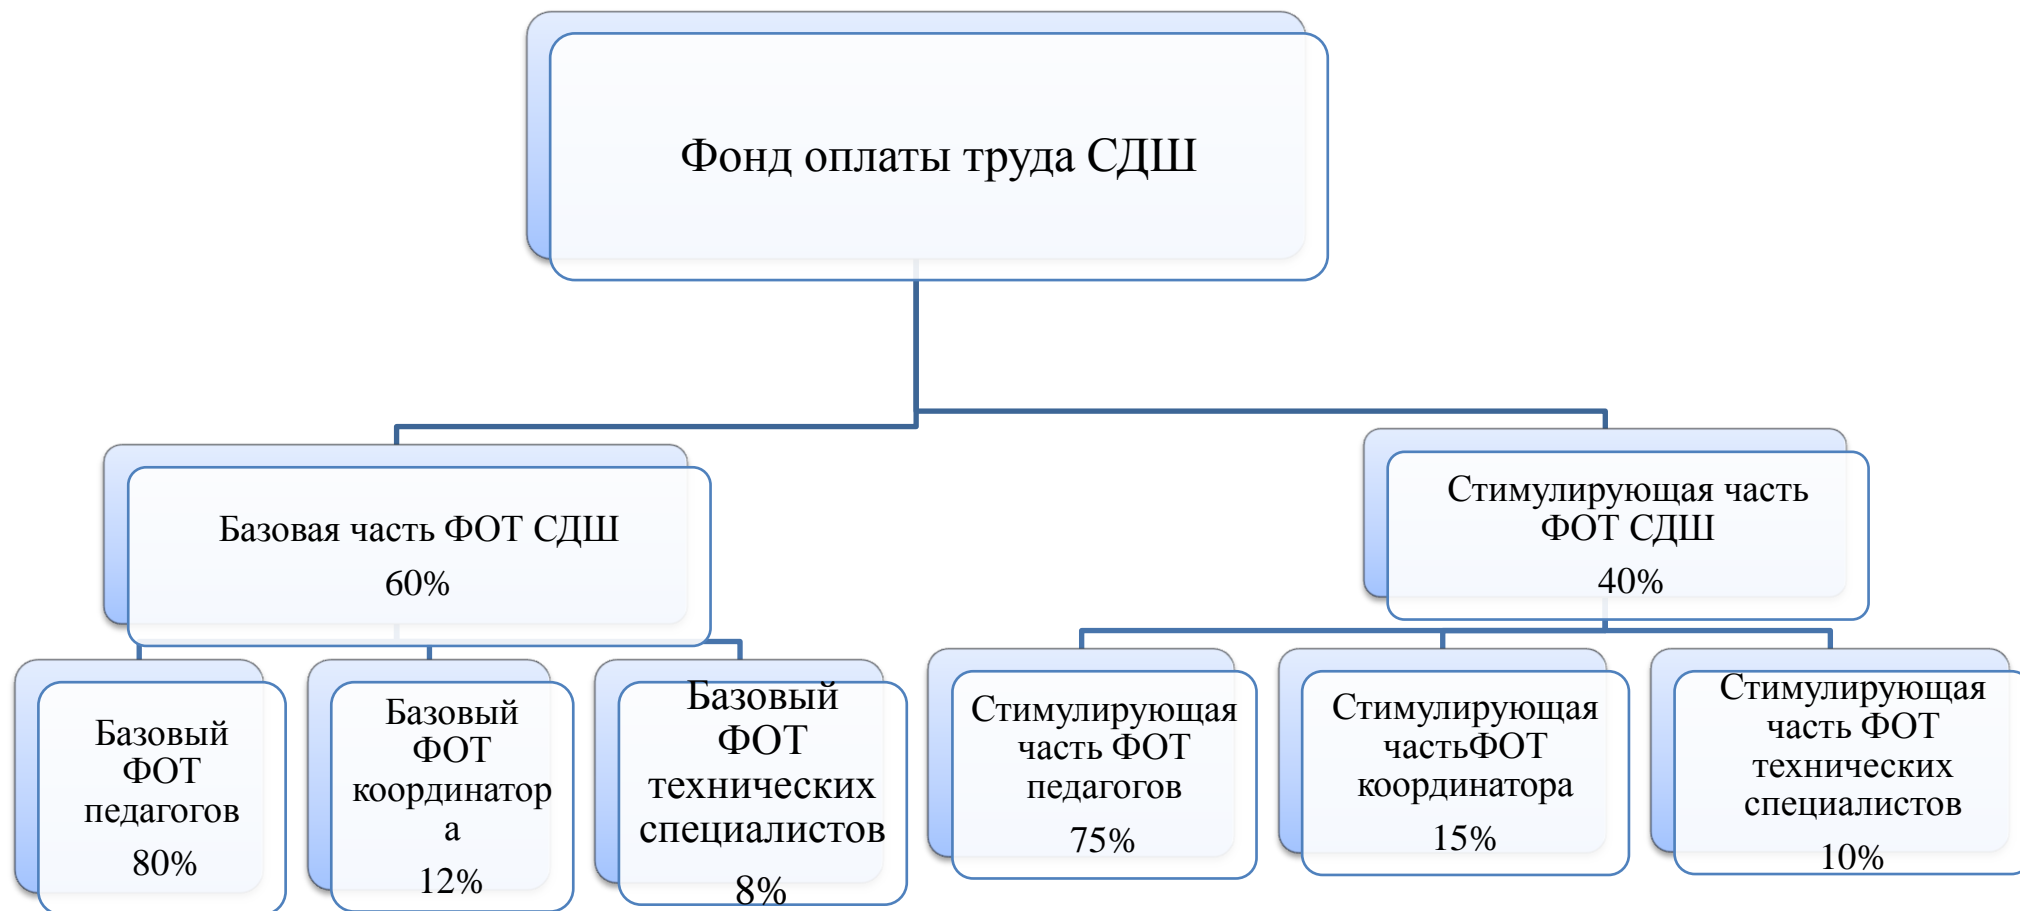 Фонд оплаты труда СДШ
Базовая часть ФОТ СДШ
60%
Стимулирующая часть
ФОТ СДШ
40%
Базовый
ФОТ
педагогов
80%
Базовый
ФОТ
координатор
а
12%
Базовый
ФОТ
технических
специалистов
8%
Стимулирующая
часть ФОТ
педагогов
75%
Стимулирующая
частьФОТ
координатора
15%
Стимулирующая
часть ФОТ
технических
специалистов
10%